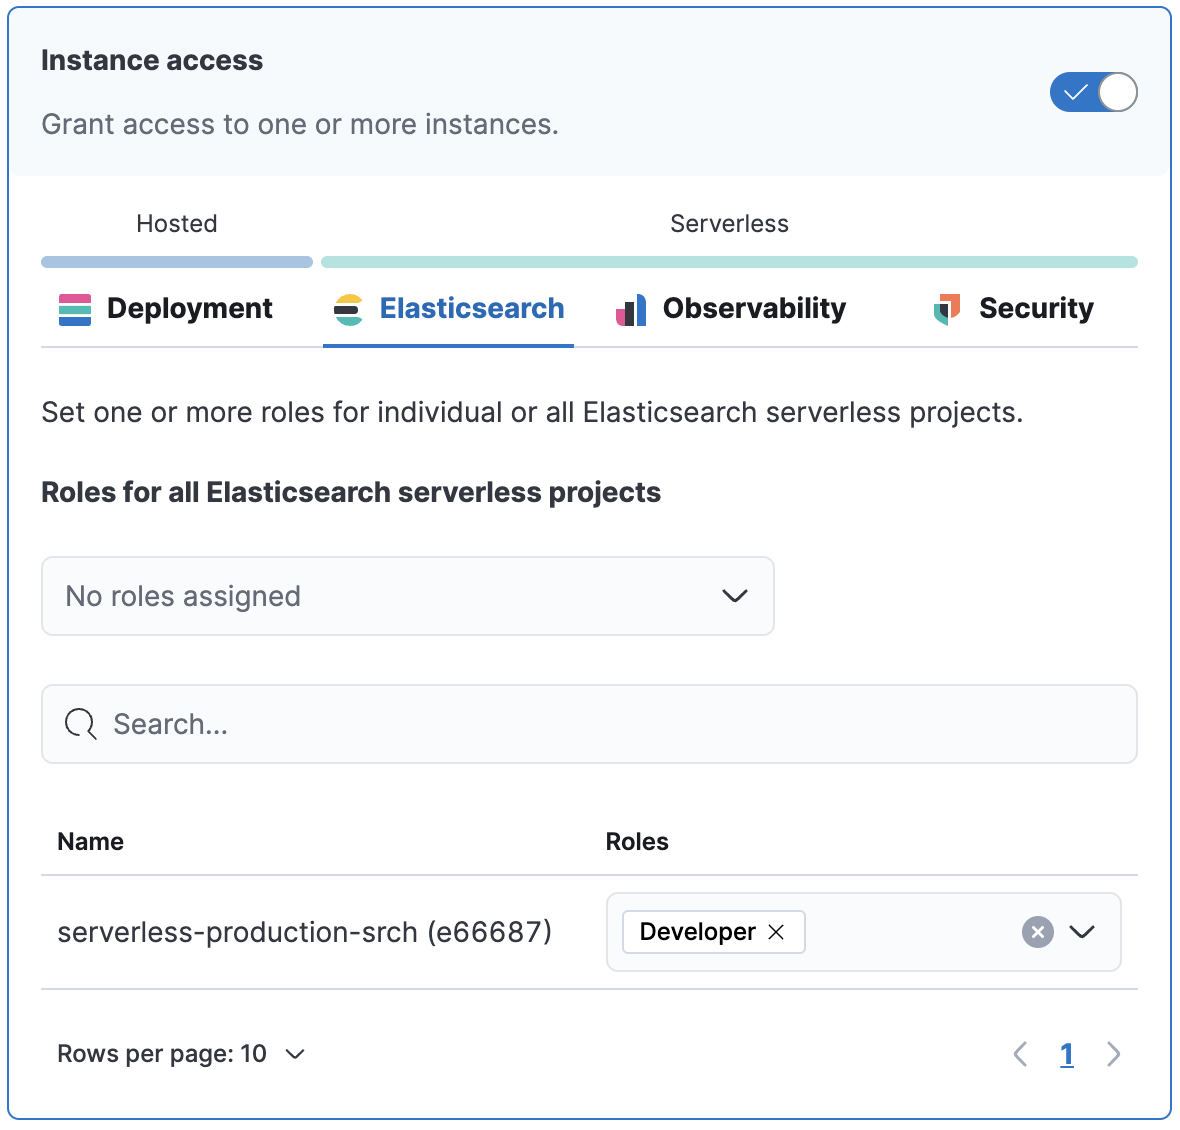 Instance access
Grant access to one or more instances.
Hosted
Serverless
Deployment
Elasticsearch
Observability
Security
Set one or more roles for individual or all Elasticsearch serverless projects.
Roles for all Elasticsearch serverless projects
No roles assigned
Search...
Name
Roles
serverless-production-srch (e66687)
Developer
Rows per page: 10
1